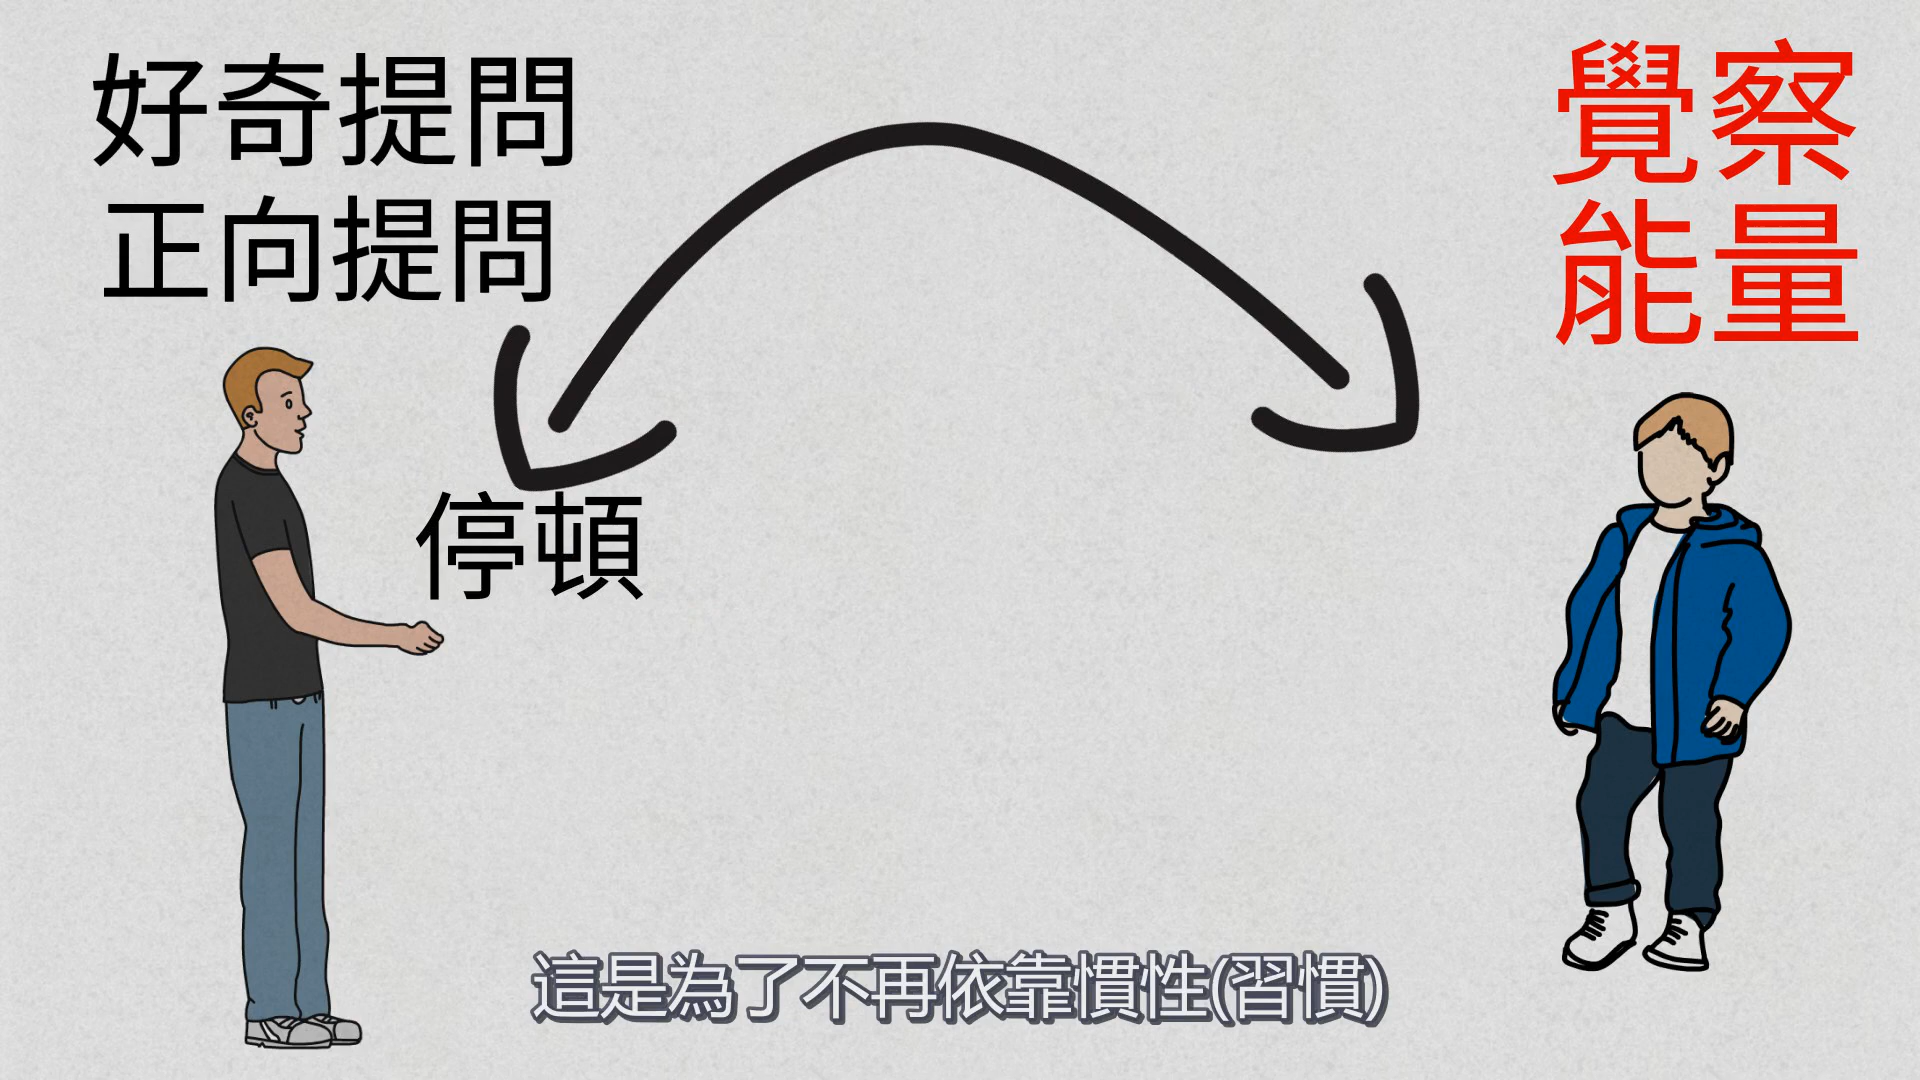 好奇提問
正向提問
覺察
能量
停頓
這是為了不再依靠慣性(習慣)